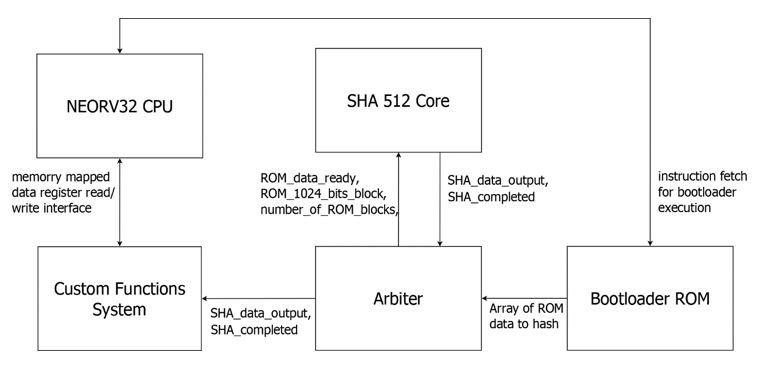 NEORV32 CPU
SHA 512 Core
memorry mapped
data register read/
write interface
ROM_data_ready,
ROM_1024_bits_block,
number_of_ROM_blocks,
SHA_data_output,
SHA_completed
instruction fetch
for bootloader
execution
Custom Functions
System
SHA_data_output,
SHA_completed
Arbiter
Array of ROM
data to hash
Bootloader ROM